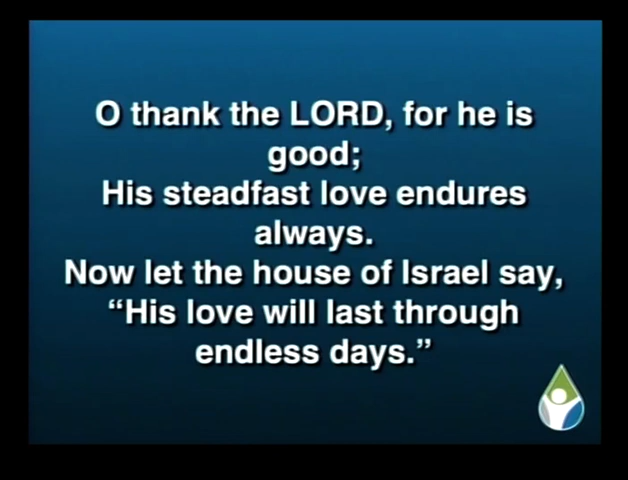 O thank the LORD, for he is
good;
His steadfast love endures
always.
Now let the house of Israel say,
“His love will last through
endless days.”